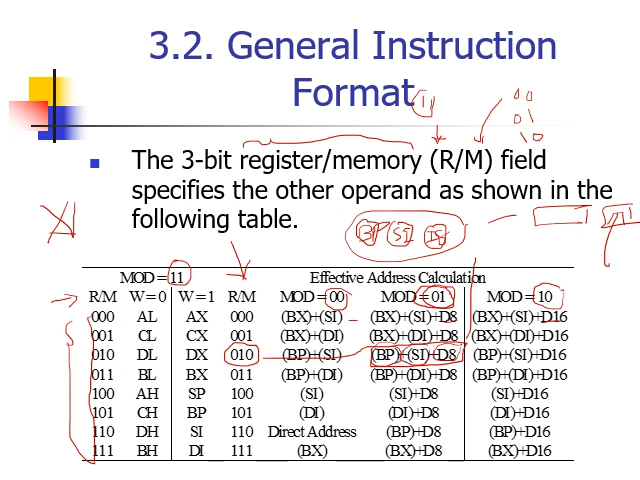 3.2. General Instruction
Format
11
00
01
10
The 3-bit register/memory (R/M) field
specifies the other operand as shown in the
following table.
BP SI D8
MOD=11 Effective Address Calculation
R/M W=0 W=1 R/M MOD=00 MOD=01 MOD=10
000 AL AX 000 (BX)+(SI) (BX)+(SI)+D8 (BX)+(SI)+D16
001 CL CX 001 (BX)+(DI) (BX)+(DI)+D8 (BX)+(DI)+D16
010 DL DX 010 (BP)+(SI) (BP)+(SI)+D8 (BP)+(SI)+D16
011 BL BX 011 (BP)+(DI) (BP)+(DI)+D8 (BP)+(DI)+D16
100 AH SP 100 (SI) (SI)+D8 (SI)+D16
101 CH BP 101 (DI) (DI)+D8 (DI)+D16
110 DH SI 110 Direct Address (BP)+D8 (BP)+D16
111 BH DI 111 (BX) (BX)+D8 (BX)+D16